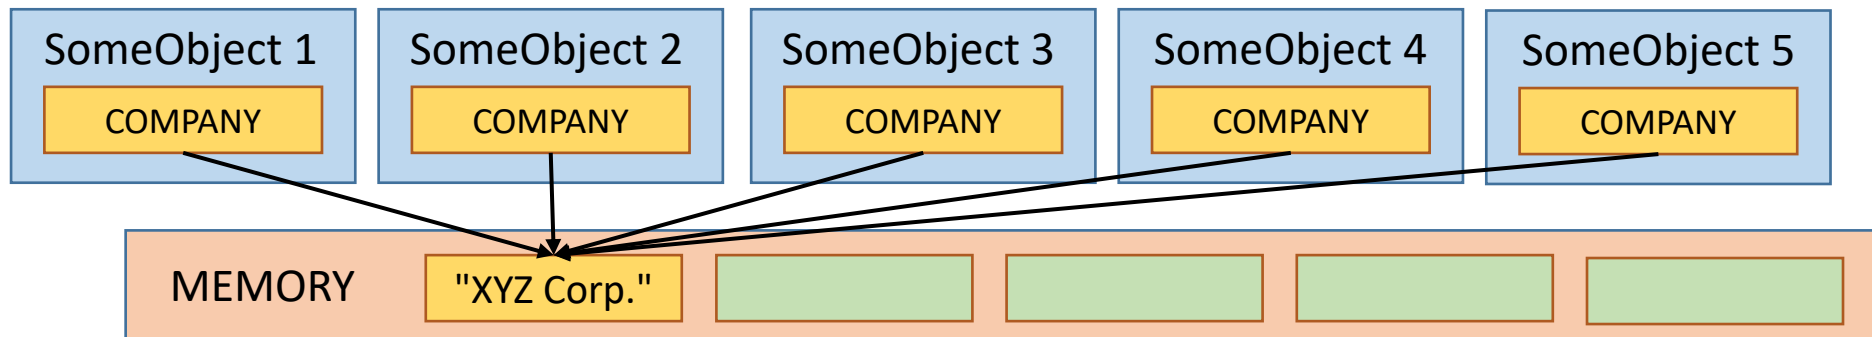 SomeObject 1
SomeObject 2
SomeObject 3
SomeObject 4
SomeObject 5
COMPANY
COMPANY
COMPANY
COMPANY
COMPANY
MEMORY
"XYZ Corp."